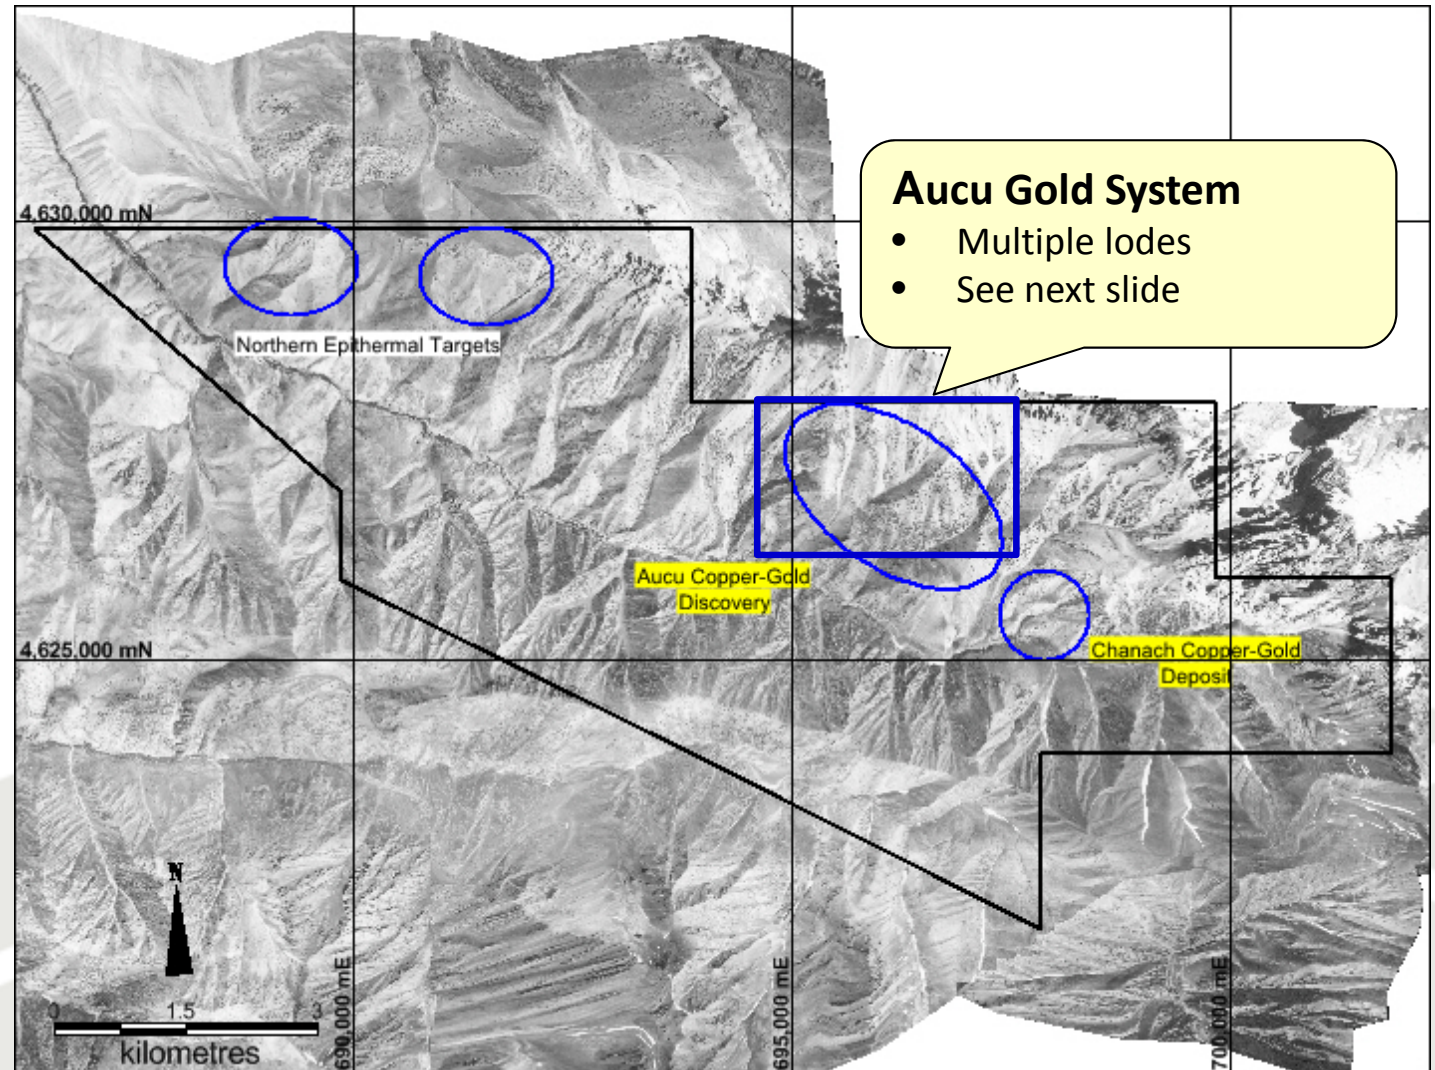 Aucu Gold System
• Multiple lodes
• See next slide
4,630,000 mN
Northern Epithermal Targets
Aucu Copper-Gold
Discovery
Chanach Copper-Gold
Deposit
4,625,000 mN
N
0 1.5 3
kilometres
690,000 mE
695,000 mE
700,000 mE